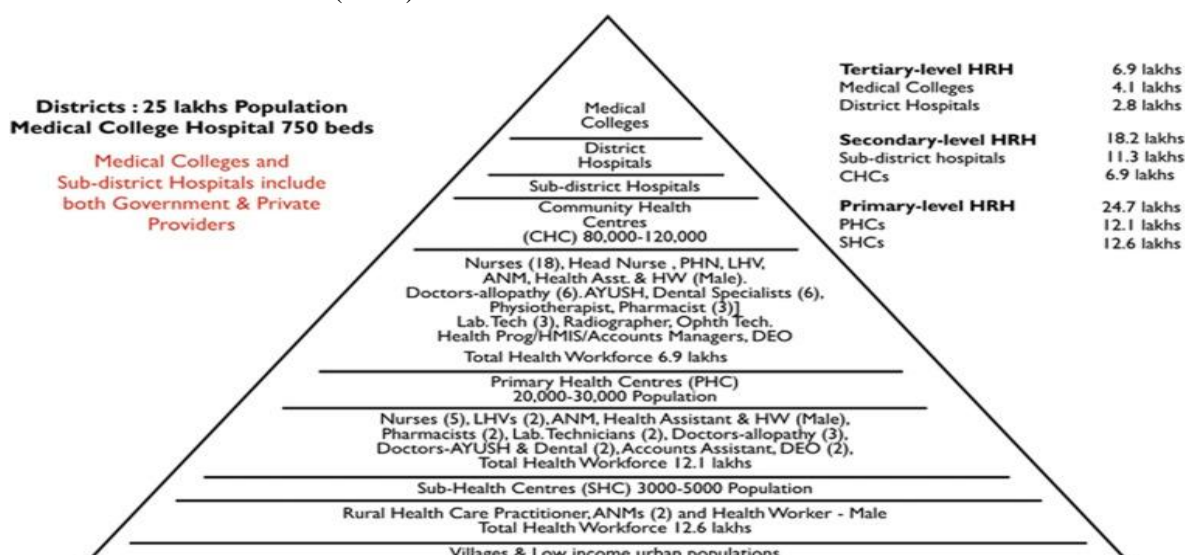 Districts : 25 lakhs Population
Medical College Hospital 750 beds
Medical Colleges and
Sub-district Hospitals include
both Government & Private
Providers
Medical
Colleges
District
Hospitals
Sub-district Hospitals
Community Health
Centres
(CHC) 80,000-120,000
Nurses (18), Head Nurse , PHN, LHV,
ANM, Health Asst. & HW (Male).
Doctors-allopathy (6). AYUSH, Dental Specialists (6),
Physiotherapist, Pharmacist (3)]
Lab. Tech (3), Radiographer, Ophth Tech.
Health Prog/HMIS/Accounts Managers, DEO
Total Health Workforce 6.9 lakhs
Primary Health Centres (PHC)
20,000-30,000 Population
Nurses (5), LHVs (2), ANM, Health Assistant & HW (Male),
Pharmacists (2), Lab. Technicians (2), Doctors-allopathy (3),
Doctors-AYUSH & Dental (2), Accounts Assistant, DEO (2),
Total Health Workforce 12.1 lakhs
Sub-Health Centres (SHC) 3000-5000 Population
Rural Health Care Practitioner, ANMs (2) and Health Worker - Male
Total Health Workforce 12.6 lakhs
Villages & Low income urban populations
Tertiary-level HRH 6.9 lakhs
Medical Colleges 4.1 lakhs
District Hospitals 2.8 lakhs
Secondary-level HRH 18.2 lakhs
Sub-district hospitals 11.3 lakhs
CHCs 6.9 lakhs
Primary-level HRH 24.7 lakhs
PHCs 12.1 lakhs
SHCs 12.6 lakhs